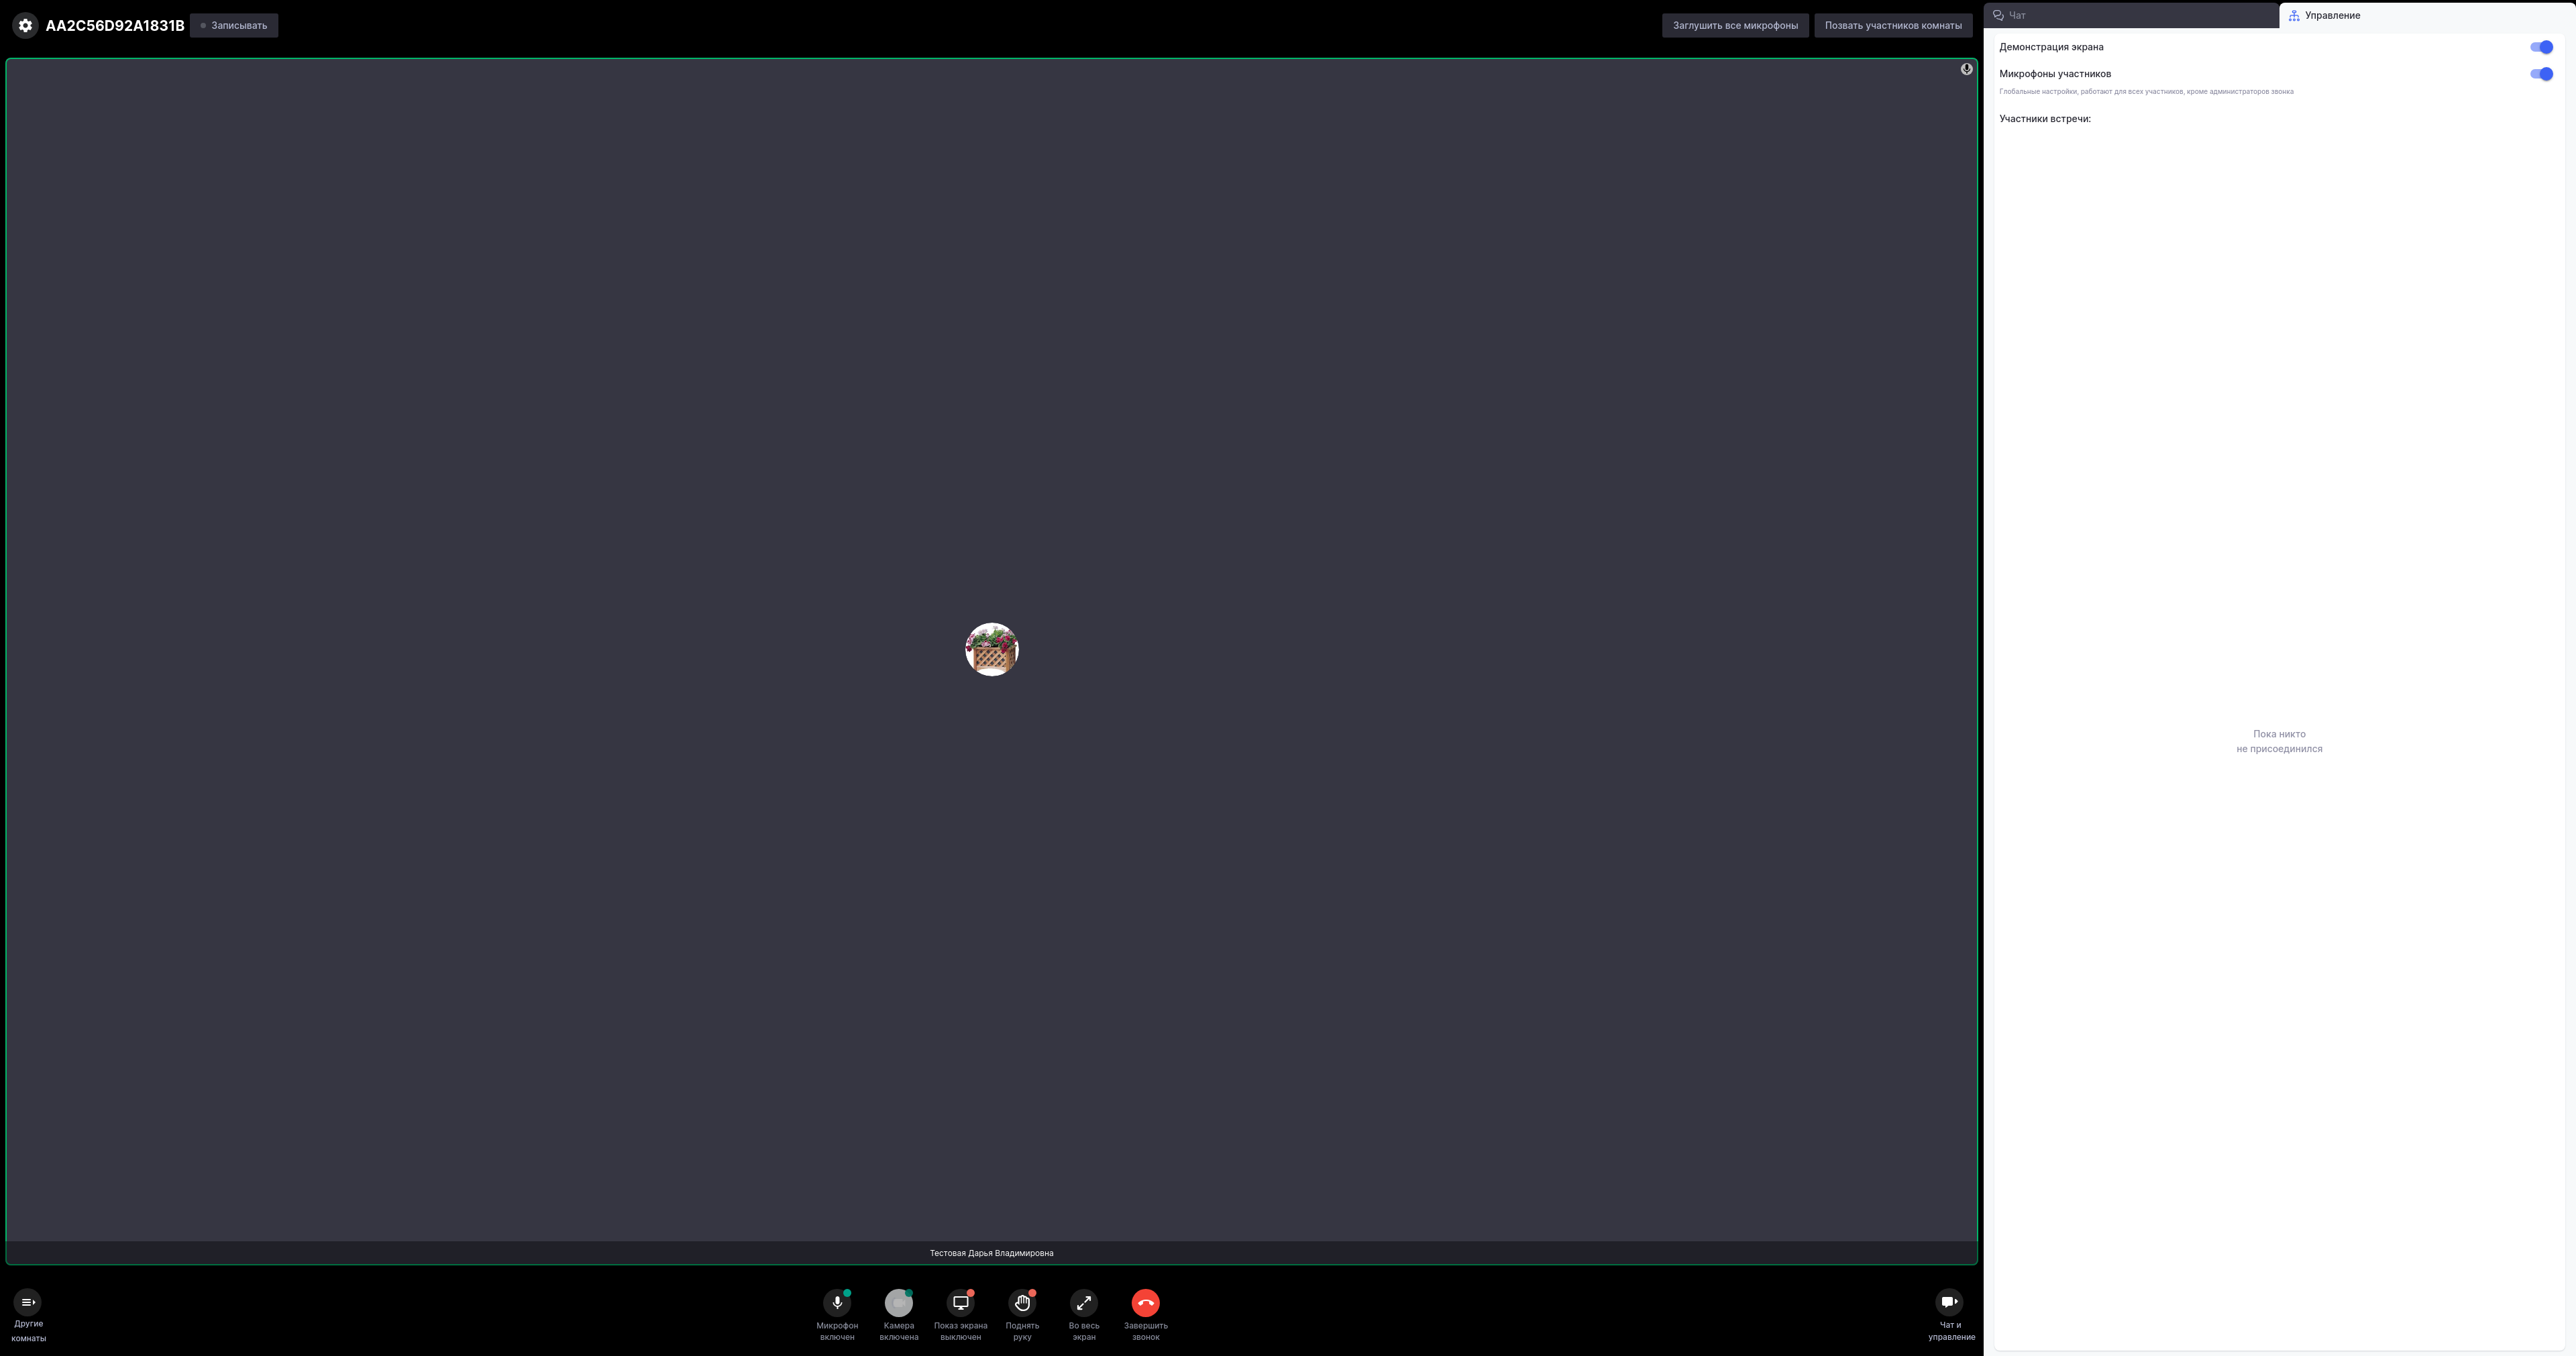 AA2C56D92A1831B
Записывать
Заглушить все микрофоны
Позвать участников комнаты
Чат
Управление
Демонстрация экрана
Микрофоны участников
Глобальные настройки, работают для всех участников, кроме администраторов звонка
Участники встречи:
Пока никто
не присоединился
Тестовая Дарья Владимировна
Другие
комнаты
Микрофон
включен
Камера
включена
Показ экрана
выключен
Поднять
руку
Во весь
экран
Завершить
звонок
Чат и
управление